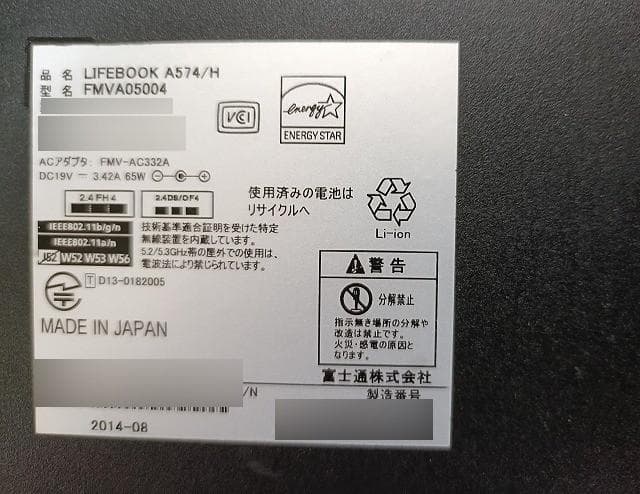 品名 LIFEBOOK A574/H
型名 FMVA05004
VCI
energy
ENERGY STAR
ACアダプタ: FMV-AC332A
DC19V 3.42A 65W
2.4FH4
2.4DS/OF4
使用済みの電池は
リサイクルへ
Li-ion
IEEE802.11b/g/n
IEEE802.11a/n
J52 W52 W53 W56
技術基準適合証明を受けた特定
無線装置を内蔵しています。
5.2/5.3GHz帯の屋外での使用は、
電波法により禁じられています。
T D13-0182005
警告
分解禁止
指示無き場所の分解や
改造は禁止です。
火災・感電の原因と
なります。
MADE IN JAPAN
富士通株式会社
/N
製造番号
2014-08